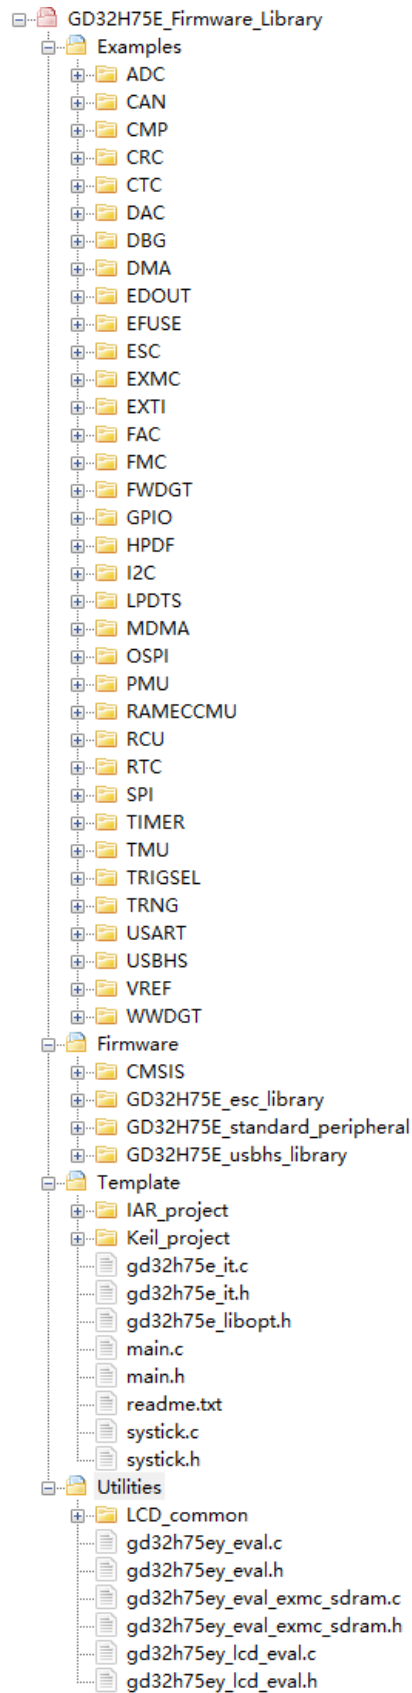 GD32H75E_Firmware_Library
Examples
ADC
CAN
CMP
CRC
CTC
DAC
DBG
DMA
EDOUT
EFUSE
ESC
EXMC
EXTI
FAC
FMC
FWDGT
GPIO
HPDF
I2C
LPDTS
MDMA
OSPI
PMU
RAMECCMU
RCU
RTC
SPI
TIMER
TMU
TRIGSEL
TRNG
USART
USBHS
VREF
WWDGT
Firmware
CMSIS
GD32H75E_esc_library
GD32H75E_standard_peripheral
GD32H75E_usbhs_library
Template
IAR_project
Keil_project
gd32h75e_it.c
gd32h75e_it.h
gd32h75e_libopt.h
main.c
main.h
readme.txt
systick.c
systick.h
Utilities
LCD_common
gd32h75ey_eval.c
gd32h75ey_eval.h
gd32h75ey_eval_exmc_sdram.c
gd32h75ey_eval_exmc_sdram.h
gd32h75ey_lcd_eval.c
gd32h75ey_lcd_eval.h